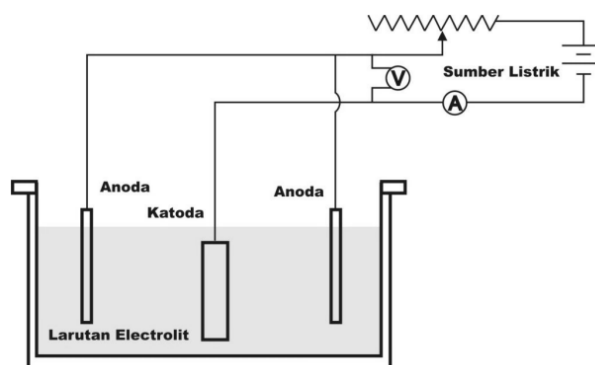 V
Sumber Listrik
A
Anoda
Anoda
Katoda
Larutan Electrolit